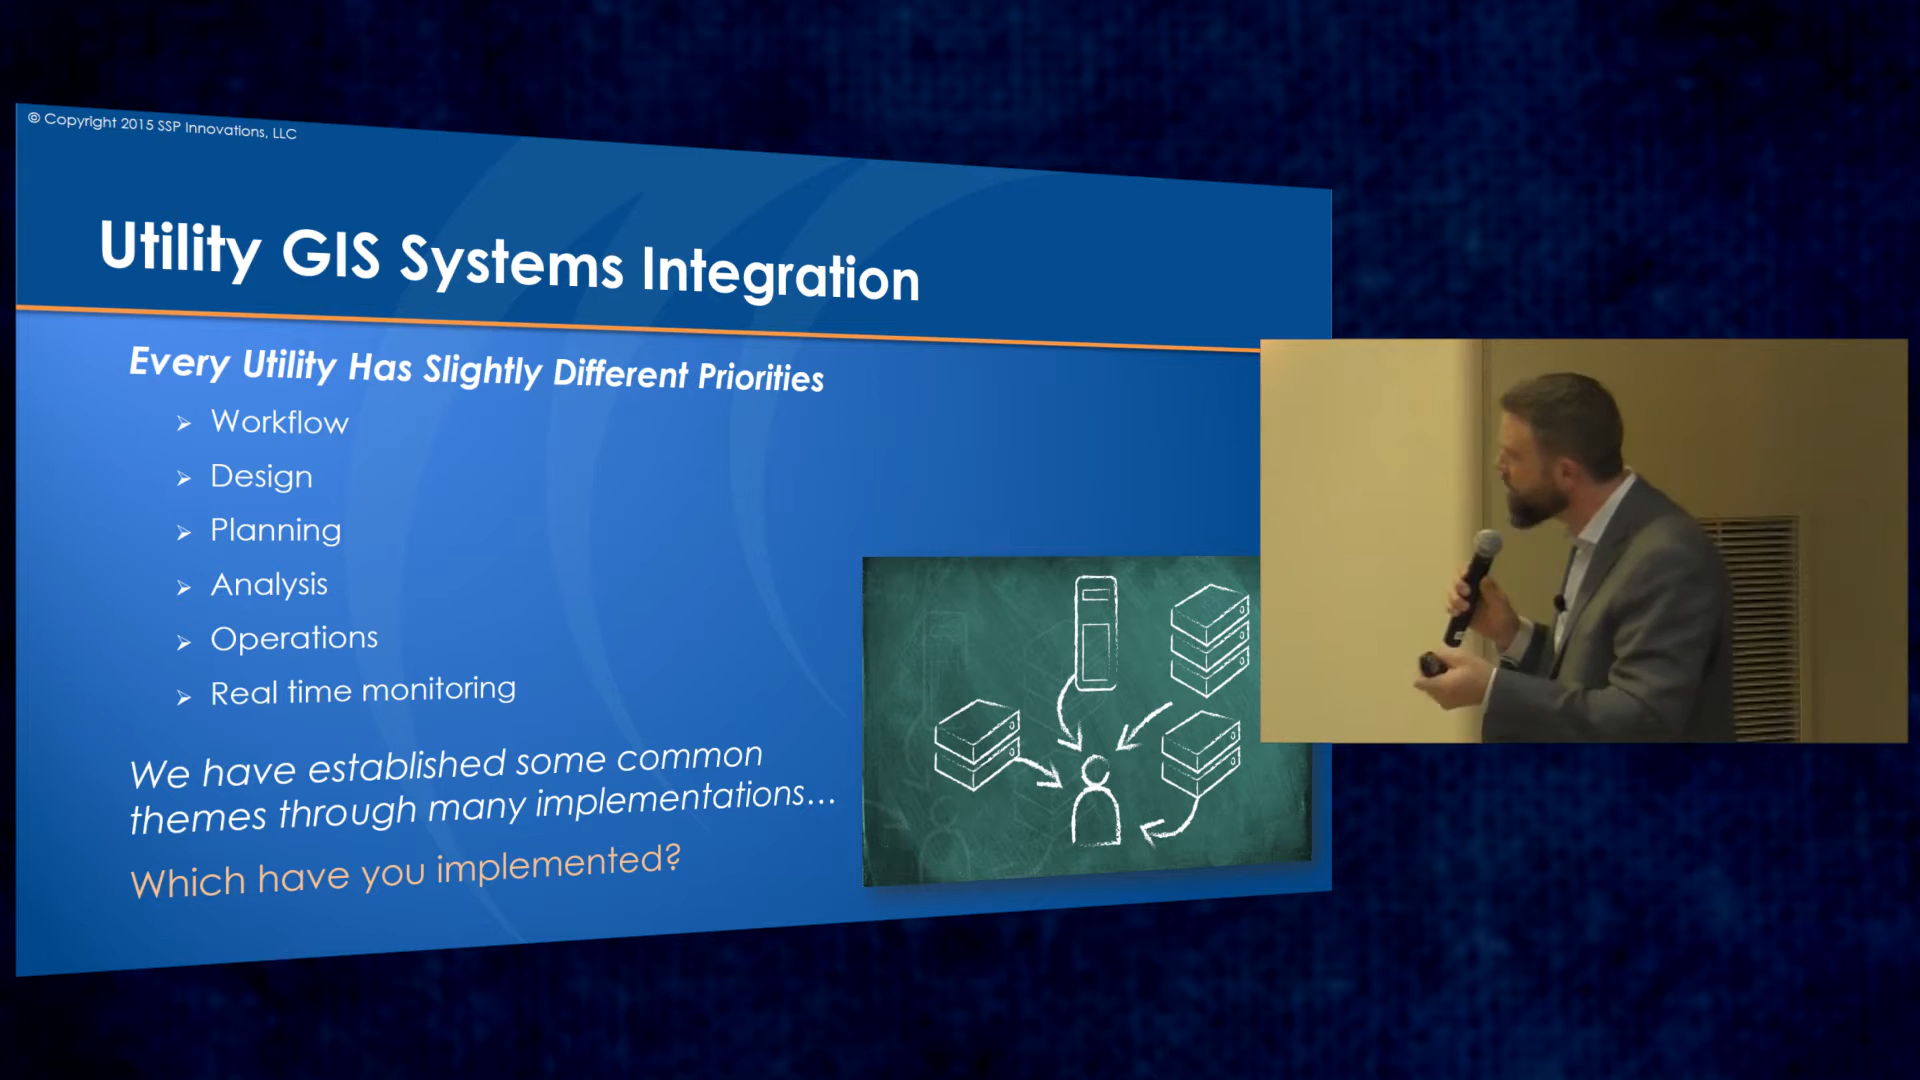 © Copyright 2015 SSP Innovations, LLC
Utility GIS Systems Integration
Every Utility Has Slightly Different Priorities
Workflow
Design
Planning
Analysis
Operations
Real time monitoring
We have established some common
themes through many implementations...
Which have you implemented?